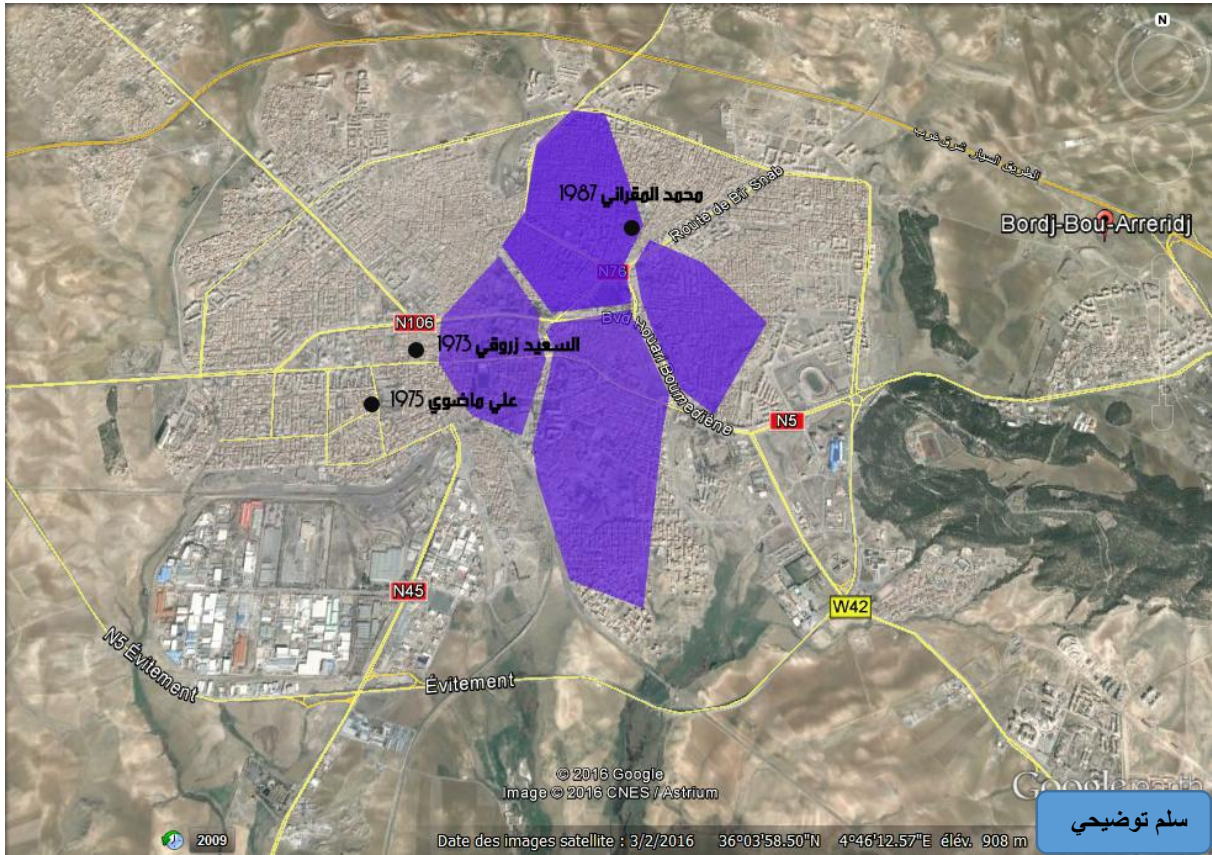 N
الطريق السيار شرق غرب
محمد المقراني 1987
Route de Bir Snab
Bordj-Bou-Arreridj
N76
N106
Bvd Houari Boumediène
السعيد زروقي 1973
علي ماضوي 1975
N5
N45
W42
N5 Évitement
Évitement
© 2016 Google
Image © 2016 CNES / Astrium
Google earth
سلم توضيحي
2009
Date des images satellite : 3/2/2016 36°03'58.50"N 4°46'12.57"E élév. 908 m